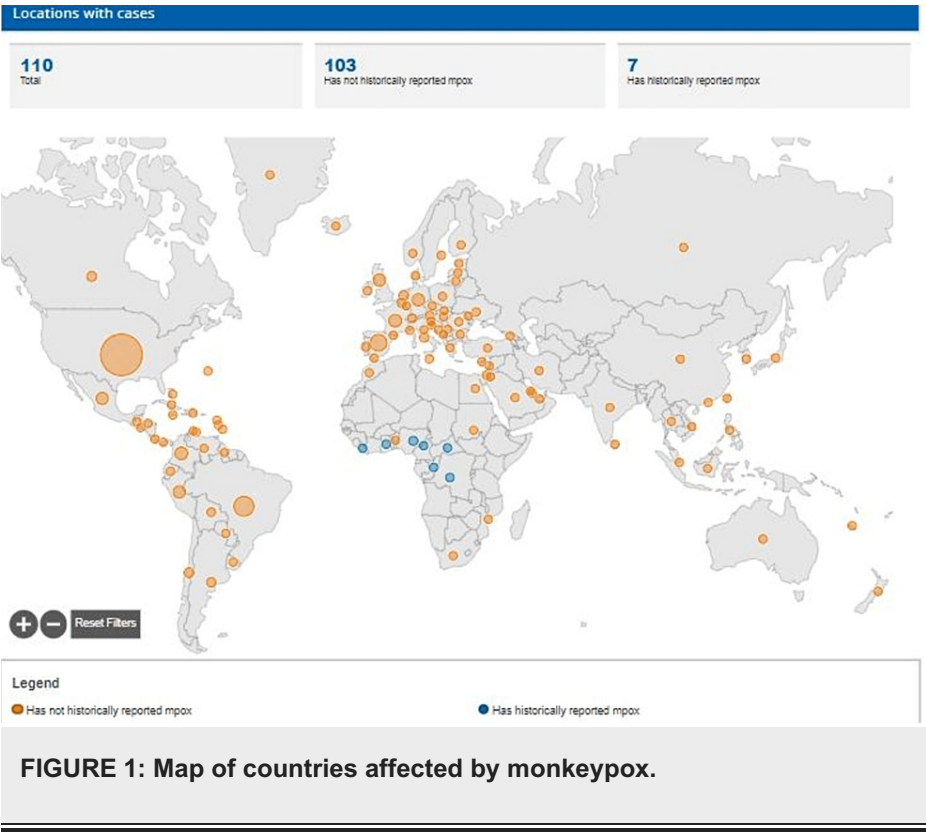 Locations with cases
110
Total
103
Has not historically reported mpox
7
Has historically reported mpox
Reset Filters
Legend
Has not historically reported mpox
Has historically reported mpox
FIGURE 1: Map of countries affected by monkeypox.